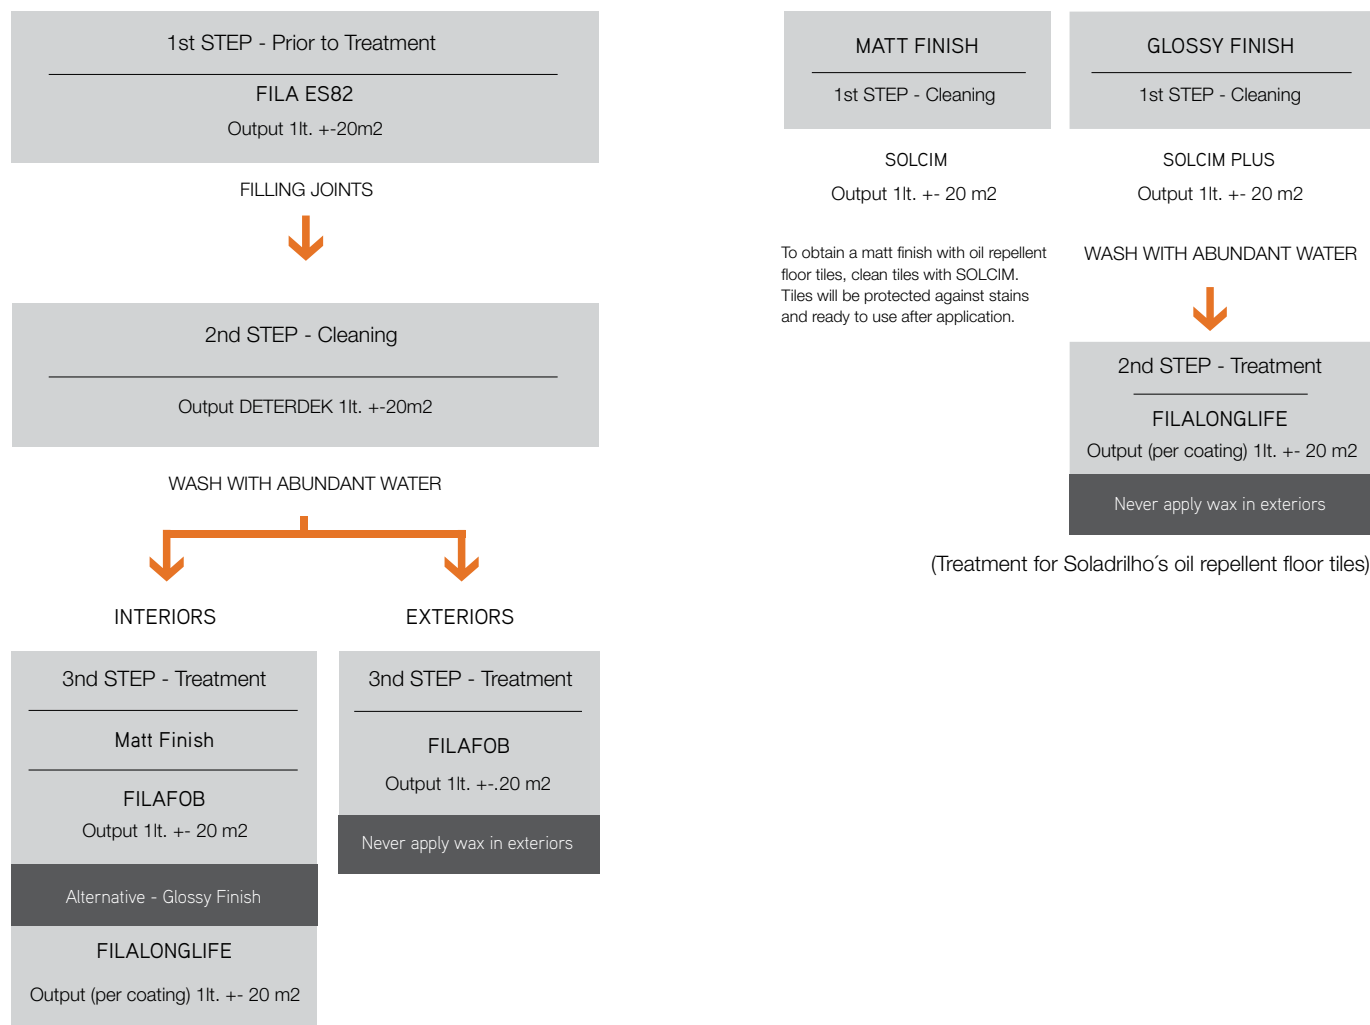 1st STEP - Prior to Treatment
FILA ES82
Output 1lt. +-20m2
FILLING JOINTS
2nd STEP - Cleaning
Output DETERDEK 1lt. +-20m2
WASH WITH ABUNDANT WATER
INTERIORS
3nd STEP - Treatment
Matt Finish
FILAFOB
Output 1lt. +- 20 m2
Alternative - Glossy Finish
FILALONGLIFE
Output (per coating) 1lt. +- 20 m2
EXTERIORS
3nd STEP - Treatment
FILAFOB
Output 1lt. +-.20 m2
Never apply wax in exteriors
MATT FINISH
1st STEP - Cleaning
SOLCIM
Output 1lt. +- 20 m2
To obtain a matt finish with oil repellent
floor tiles, clean tiles with SOLCIM.
Tiles will be protected against stains
and ready to use after application.
GLOSSY FINISH
1st STEP - Cleaning
SOLCIM PLUS
Output 1lt. +- 20 m2
WASH WITH ABUNDANT WATER
2nd STEP - Treatment
FILALONGLIFE
Output (per coating) 1lt. +- 20 m2
Never apply wax in exteriors
(Treatment for Soladrilho´s oil repellent floor tiles)